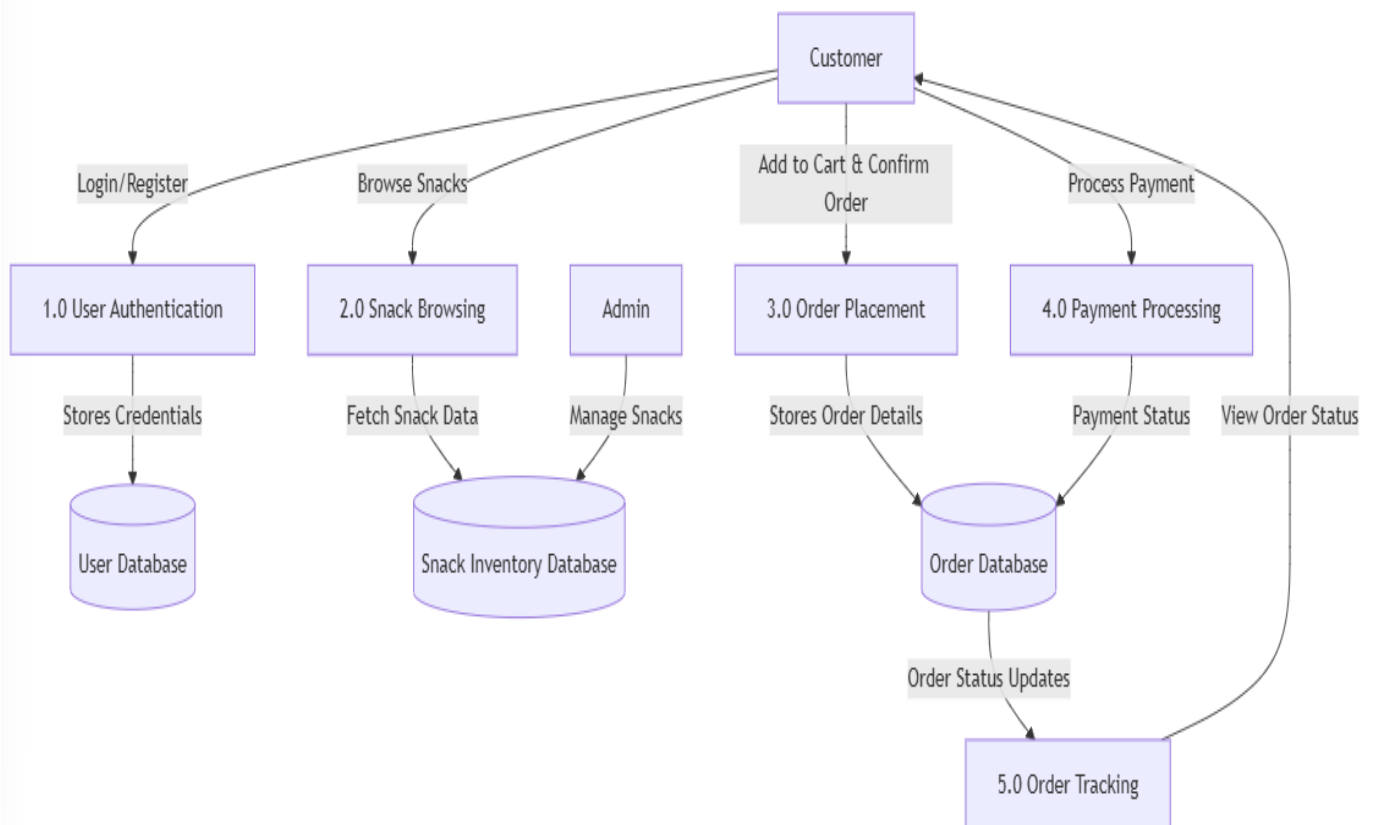 Customer
Login/Register
Browse Snacks
Add to Cart & Confirm
Order
Process Payment
1.0 User Authentication
2.0 Snack Browsing
Admin
3.0 Order Placement
4.0 Payment Processing
Stores Credentials
Fetch Snack Data
Manage Snacks
Stores Order Details
Payment Status
View Order Status
User Database
Snack Inventory Database
Order Database
Order Status Updates
5.0 Order Tracking